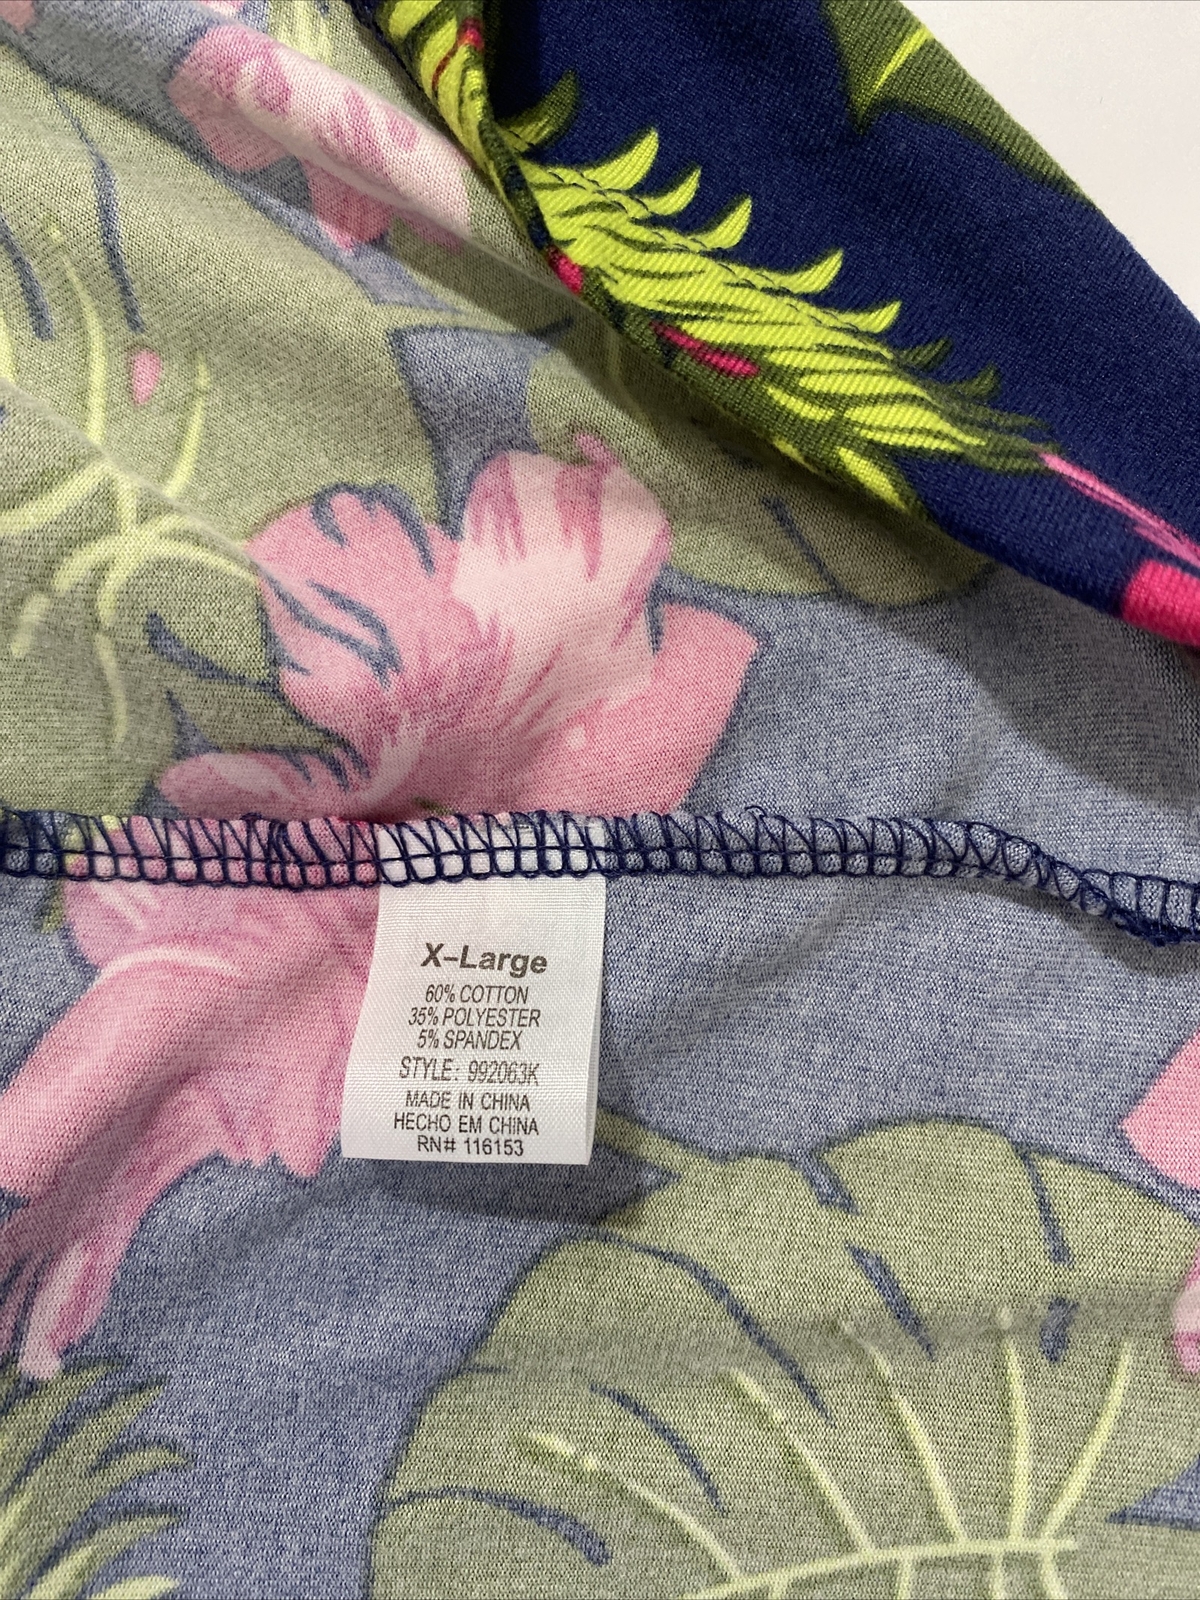 X-Large
60% COTTON
35% POLYESTER
5% SPANDEX
STYLE: 992063K
MADE IN CHINA
HECHO EM CHINA
RN# 116153